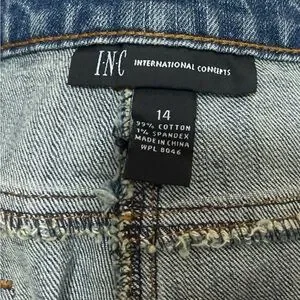 I·N·C INTERNATIONAL CONCEPTS
14
99% COTTON
1% SPANDEX
MADE IN CHINA
WPL 8046